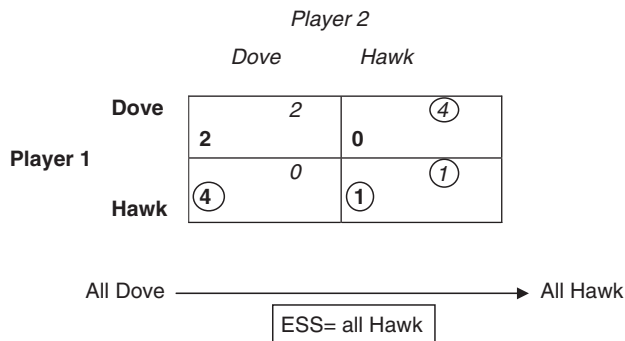 Player 2
Dove Hawk
Dove 2 4
2 0
Player 1
0 1
4 1
Hawk
All Dove All Hawk
ESS= all Hawk